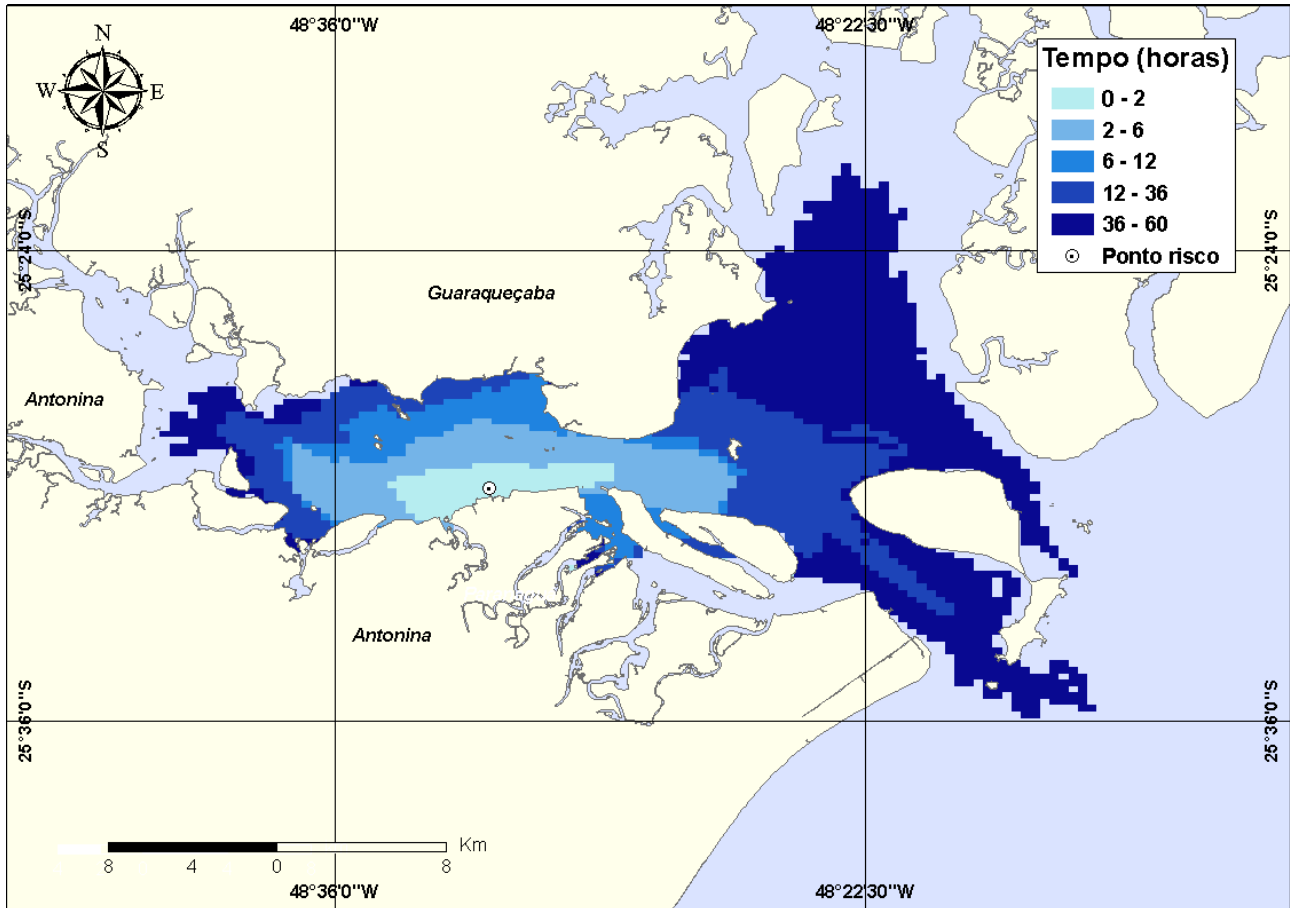 48°36'0"W
48°22'30"W
N
W
E
S
Tempo (horas)
0 - 2
2 - 6
6 - 12
12 - 36
36 - 60
Ponto risco
25°24'0"S
25°24'0"S
Guaraqueçaba
Antonina
Antonina
25°36'0"S
25°36'0"S
Km
8
4
0
8
48°36'0"W
48°22'30"W